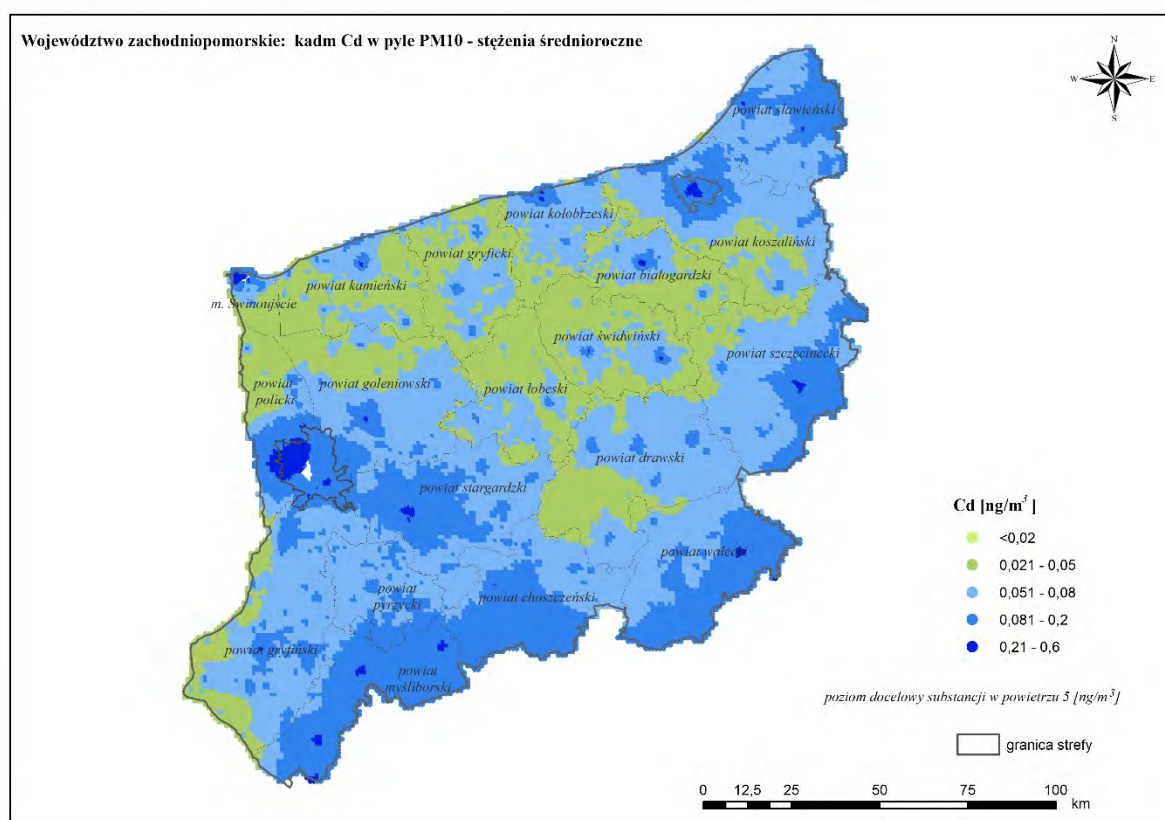 Województwo zachodniopomorskie: kadm Cd w pyle PM10 - stężenia średnioroczne
N
W E
S
powiat sławieński
powiat kołobrzeski
powiat koszaliński
powiat gryficki
powiat białogardzki
powiat kamieński
m. Świnoujście
powiat świdwiński
powiat szczecinecki
powiat
policki
powiat goleniowski
powiat łobeski
powiat drawski
powiat stargardzki
powiat wałecki
powiat
pyrzycki
powiat choszczeński
powiat gryfiński
powiat
myśliborski
Cd [ng/m³]
<0,02
0,021 - 0,05
0,051 - 0,08
0,081 - 0,2
0,21 - 0,6
poziom docelowy substancji w powietrzu 5 [ng/m³]
granica strefy
0 12,5 25 50 75 100
km